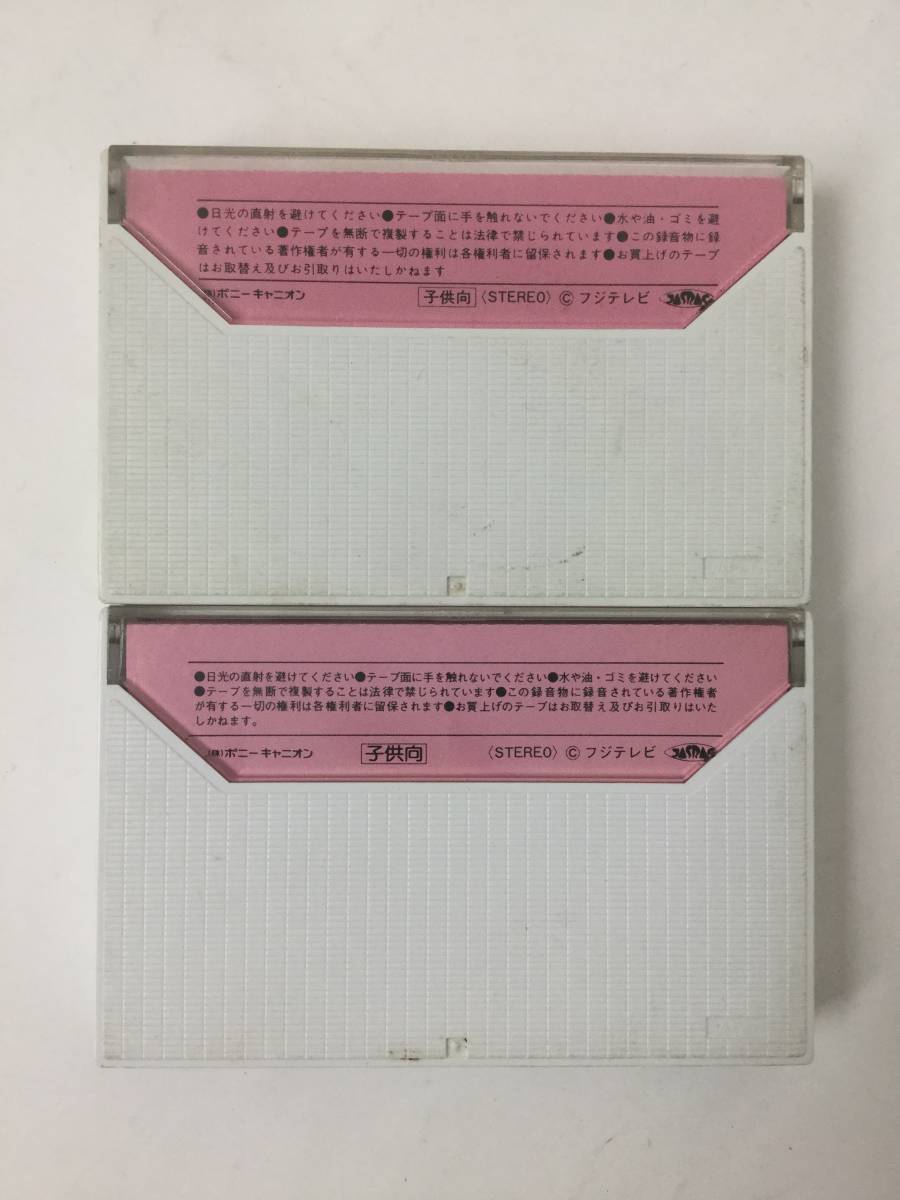 ●日光の直射を避けてください●テープ面に手を触れないでください●水や油・ゴミを避
けてください●テープを無断で複製することは法律で禁じられています●この録音物に録
音されている著作権者が有する一切の権利は各権利者に留保されます●お買上げのテープ
はお取替え及びお引取りはいたしかねます
(株)ポニーキャニオン 子供向 〈STEREO〉 Ⓒ フジテレビ JASRAC
●日光の直射を避けてください●テープ面に手を触れないでください●水や油・ゴミを避けてください
●テープを無断で複製することは法律で禁じられています●この録音物に録音されている著作権者
が有する一切の権利は各権利者に留保されます●お買上げのテープはお取替え及びお引取りはいた
しかねます。
(株)ポニーキャニオン 子供向 〈STEREO〉 Ⓒ フジテレビ JASRAC